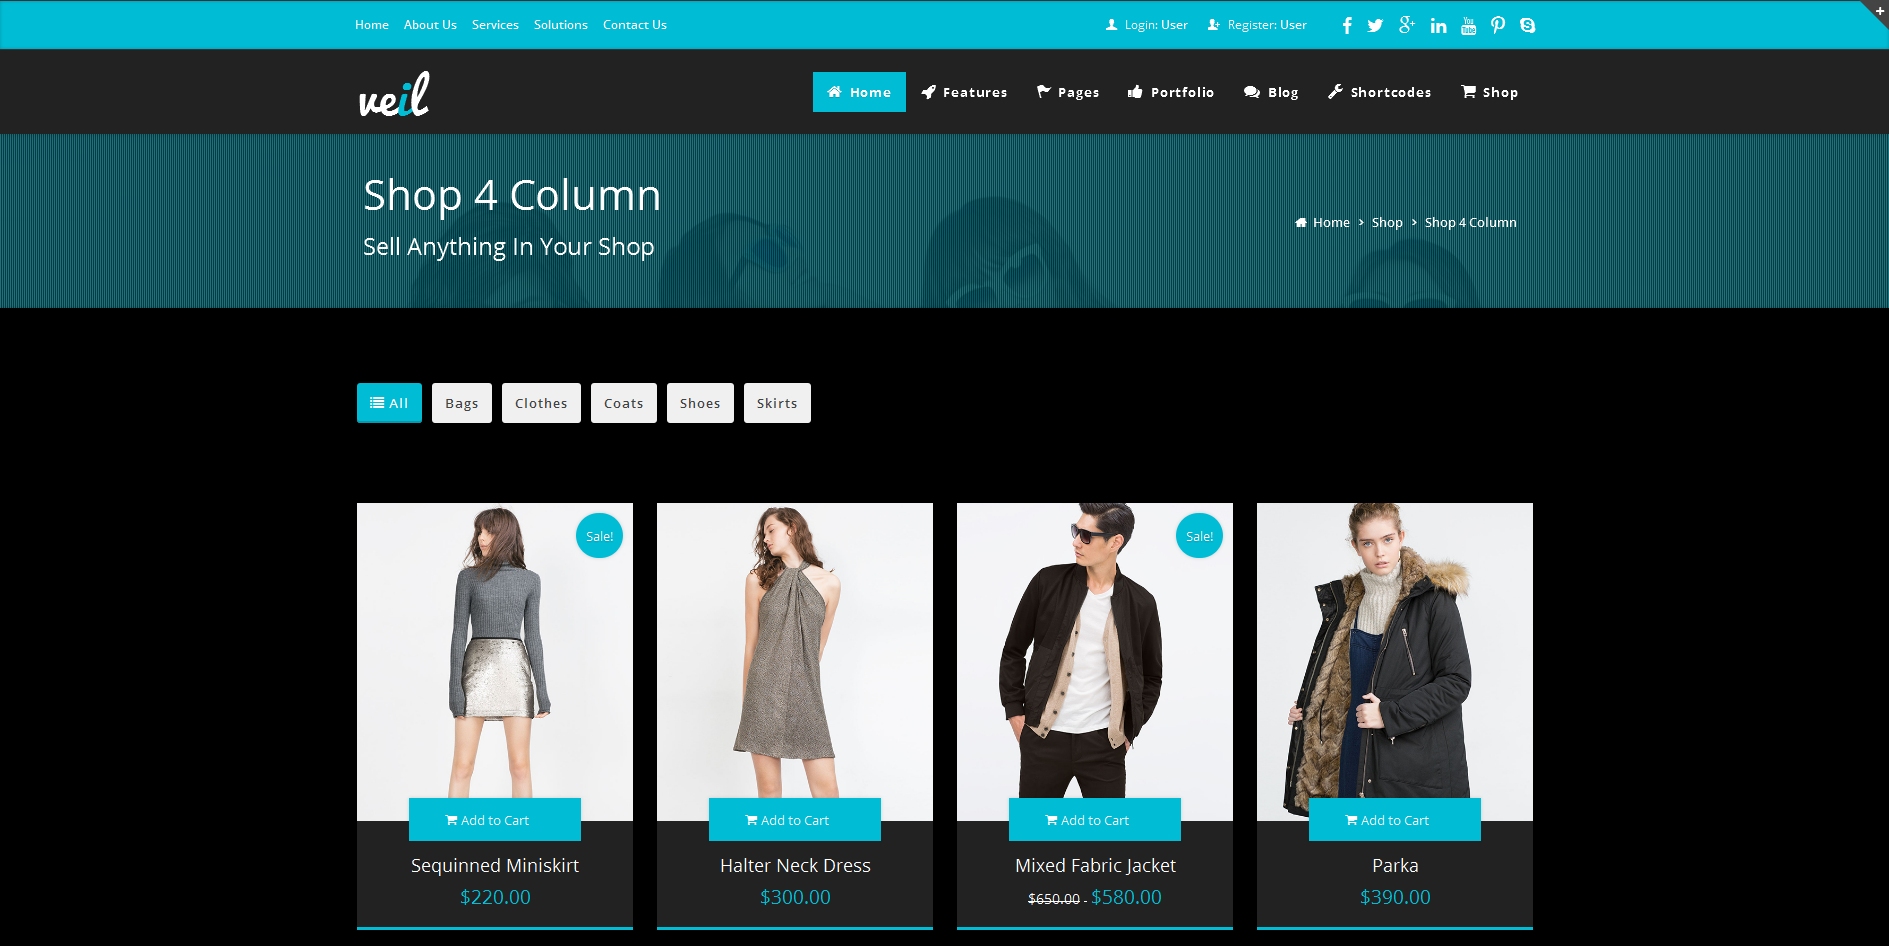 Home About Us Services Solutions Contact Us Login: User Register: User
You Tube
veil
Home Features Pages Portfolio Blog Shortcodes Shop
Shop 4 Column
Sell Anything In Your Shop
Home > Shop > Shop 4 Column
All Bags Clothes Coats Shoes Skirts
Sale! Sale!
Add to Cart Add to Cart Add to Cart Add to Cart
Sequinned Miniskirt Halter Neck Dress Mixed Fabric Jacket Parka
$220.00 $300.00 $650.00 - $580.00 $390.00